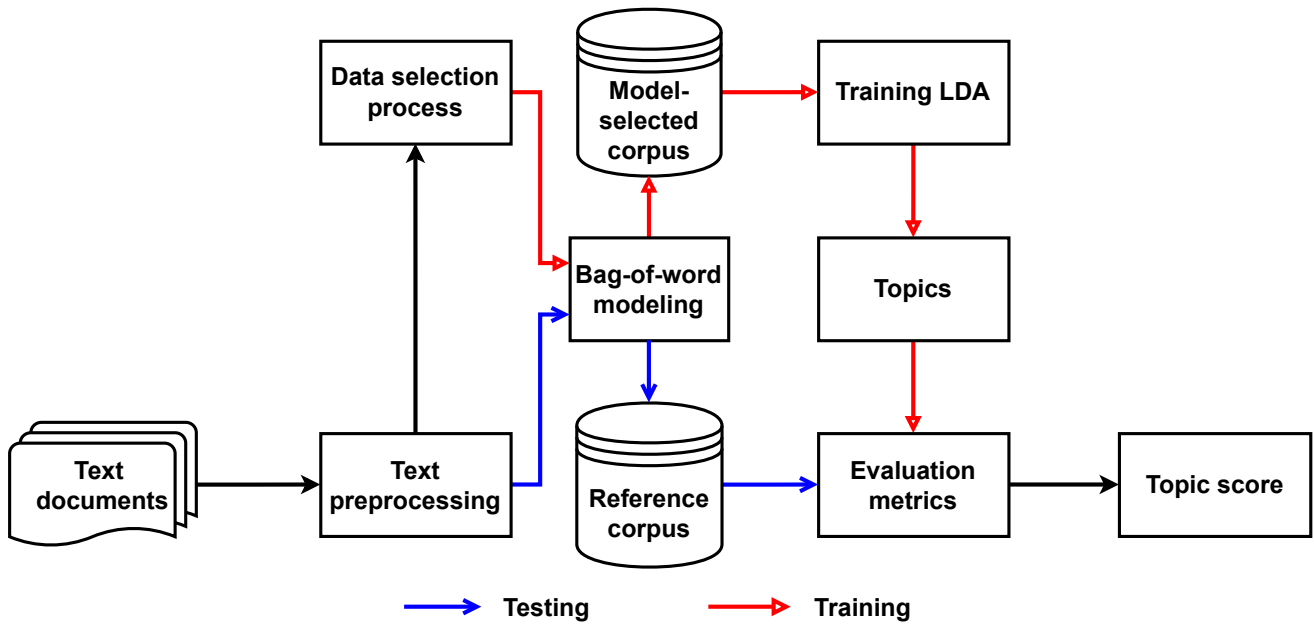 Data selection
process
Model-
selected
corpus
Training LDA
Bag-of-word
modeling
Topics
Text
documents
Text
preprocessing
Reference
corpus
Evaluation
metrics
Topic score
Testing
Training